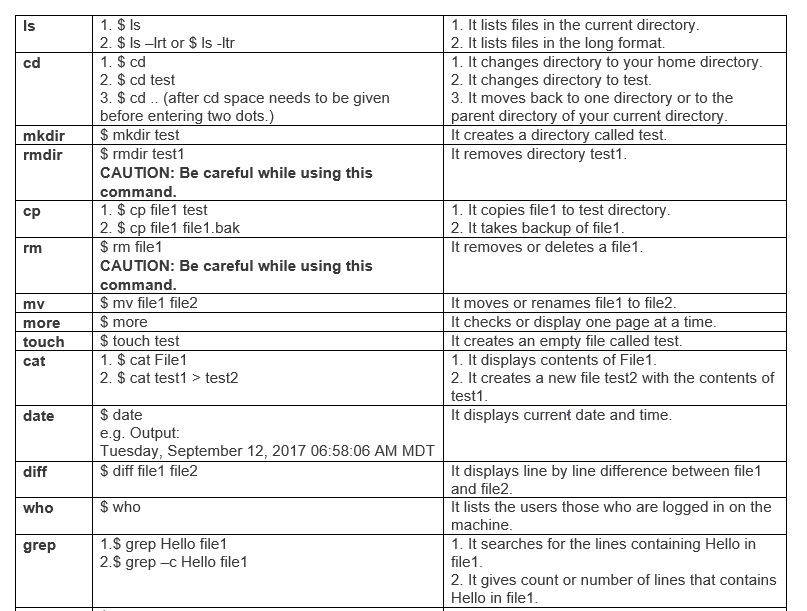 ls
1. $ ls
2. $ ls –lrt or $ ls -ltr
1. It lists files in the current directory.
2. It lists files in the long format.
cd
1. $ cd
2. $ cd test
3. $ cd .. (after cd space needs to be given
before entering two dots.)
1. It changes directory to your home directory.
2. It changes directory to test.
3. It moves back to one directory or to the
parent directory of your current directory.
mkdir
$ mkdir test
It creates a directory called test.
rmdir
$ rmdir test1
CAUTION: Be careful while using this
command.
It removes directory test1.
cp
1. $ cp file1 test
2. $ cp file1 file1.bak
1. It copies file1 to test directory.
2. It takes backup of file1.
rm
$ rm file1
CAUTION: Be careful while using this
command.
It removes or deletes a file1.
mv
$ mv file1 file2
It moves or renames file1 to file2.
more
$ more
It checks or display one page at a time.
touch
$ touch test
It creates an empty file called test.
cat
1. $ cat File1
2. $ cat test1 > test2
1. It displays contents of File1.
2. It creates a new file test2 with the contents of
test1.
date
$ date
e.g. Output:
Tuesday, September 12, 2017 06:58:06 AM MDT
It displays current date and time.
diff
$ diff file1 file2
It displays line by line difference between file1
and file2.
who
$ who
It lists the users those who are logged in on the
machine.
grep
1.$ grep Hello file1
2.$ grep –c Hello file1
1. It searches for the lines containing Hello in
file1.
2. It gives count or number of lines that contains
Hello in file1.